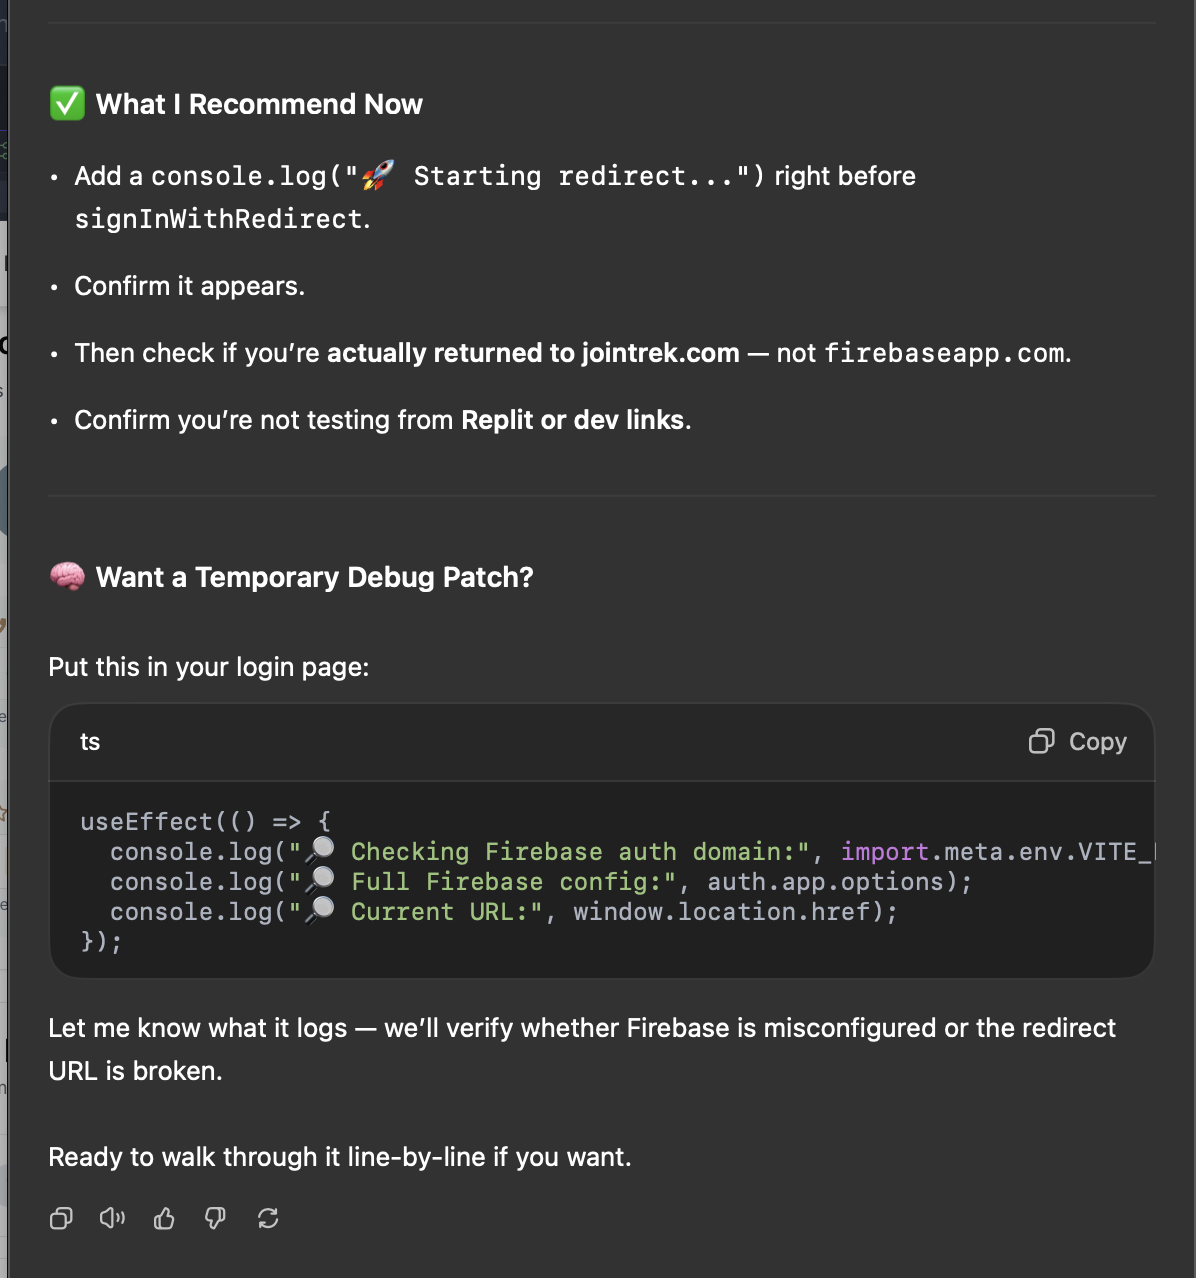 ✅ What I Recommend Now
• Add a console.log("🚀 Starting redirect...") right before
signInWithRedirect.
• Confirm it appears.
• Then check if you’re actually returned to jointrek.com — not firebaseapp.com.
• Confirm you’re not testing from Replit or dev links.
🧠 Want a Temporary Debug Patch?
Put this in your login page:
ts
Copy
useEffect(() => {
console.log("🔎 Checking Firebase auth domain:", import.meta.env.VITE_
console.log("🔎 Full Firebase config:", auth.app.options);
console.log("🔎 Current URL:", window.location.href);
});
Let me know what it logs — we’ll verify whether Firebase is misconfigured or the redirect
URL is broken.
Ready to walk through it line-by-line if you want.